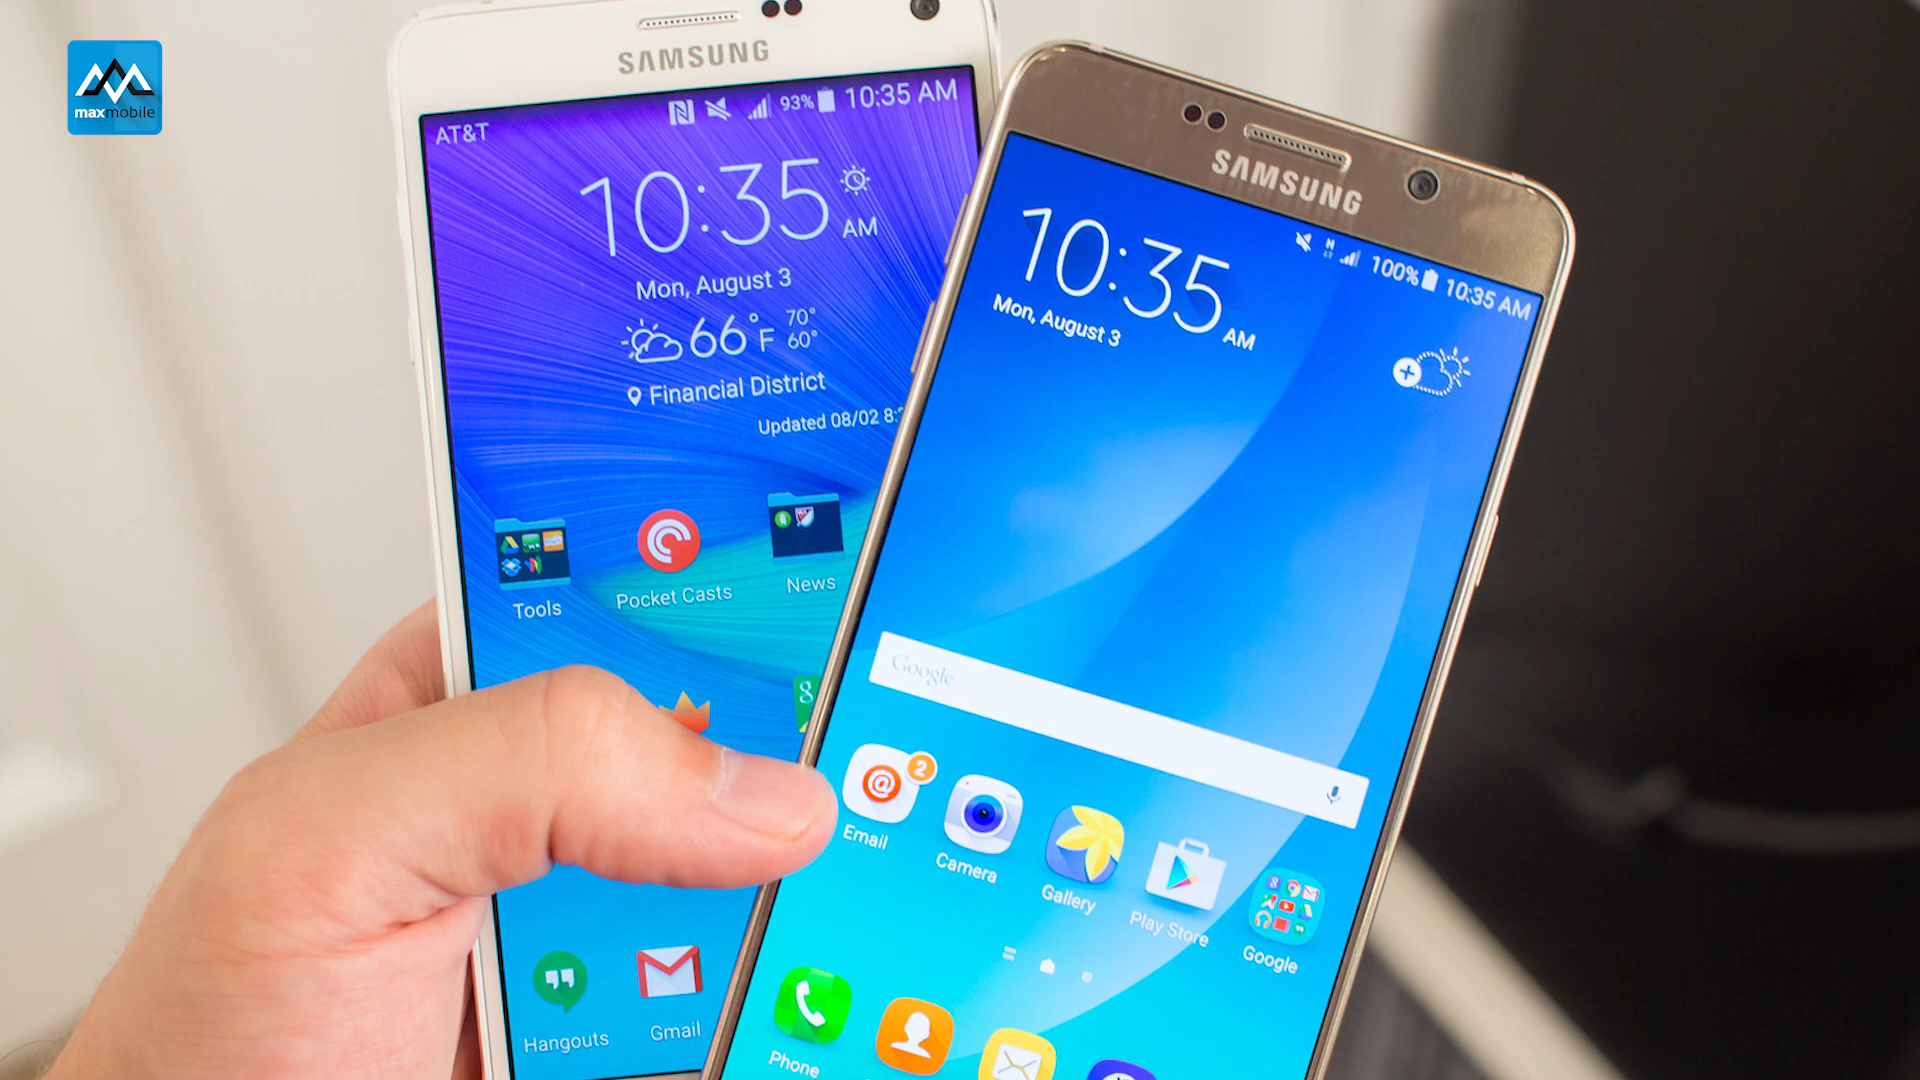 maxmobile
SAMSUNG
AT&T
93% 10:35 AM
10:35 AM
Mon, August 3
66°F 70° 60°
Financial District
Updated 08/02 8:
Tools
Pocket Casts
News
Hangouts
Gmail
SAMSUNG
100% 10:35 AM
10:35 AM
Mon, August 3
Google
2
Email
Camera
Gallery
Play Store
Google
Phone